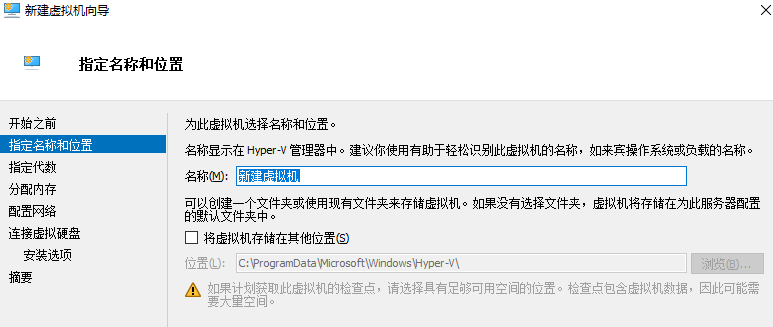 新建虚拟机向导
指定名称和位置
开始之前
指定名称和位置
指定代数
分配内存
配置网络
连接虚拟硬盘
安装选项
摘要
为此虚拟机选择名称和位置。
名称显示在 Hyper-V 管理器中。建议你使用有助于轻松识别此虚拟机的名称，如来宾操作系统或负载的名称。
名称(M): 新建虚拟机
可以创建一个文件夹或使用现有文件夹来存储虚拟机。如果没有选择文件夹，虚拟机将存储在为此服务器配置
的默认文件夹中。
将虚拟机存储在其他位置(S)
位置(L): C:\ProgramData\Microsoft\Windows\Hyper-V\ 浏览(B)...
如果计划获取此虚拟机的检查点，请选择具有足够可用空间的位置。检查点包含虚拟机数据，因此可能需
要大量空间。